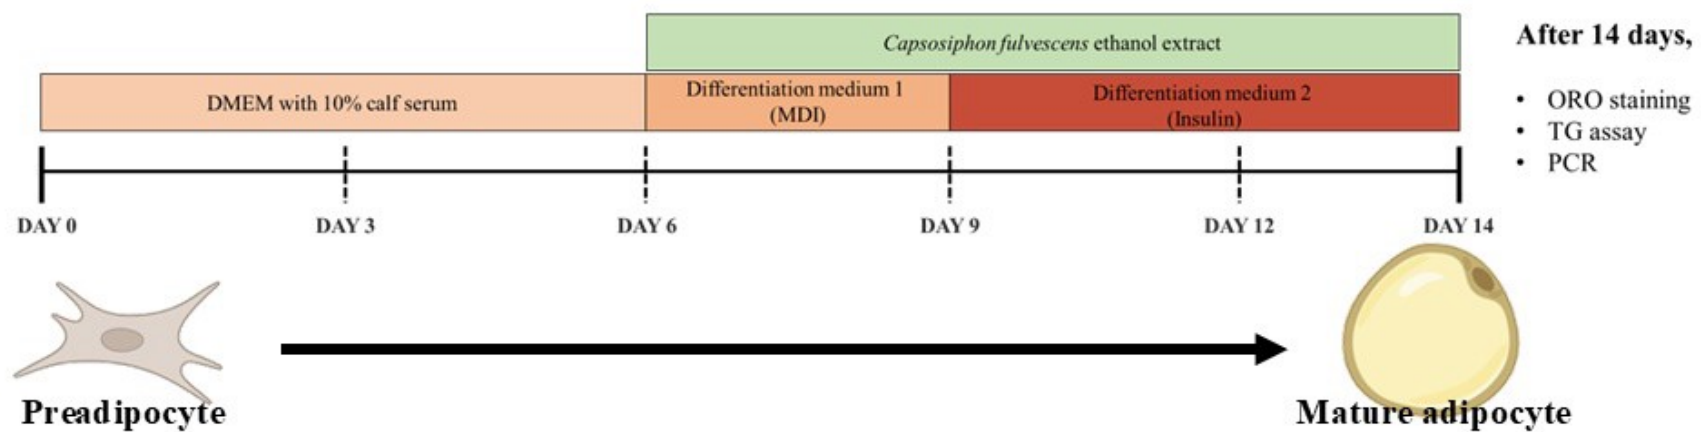 Capsosiphon fulvescens ethanol extract
After 14 days,
DMEM with 10% calf serum
Differentiation medium 1
(MDI)
Differentiation medium 2
(Insulin)
• ORO staining
• TG assay
• PCR
DAY 0
DAY 3
DAY 6
DAY 9
DAY 12
DAY 14
Preadipocyte
Mature adipocyte